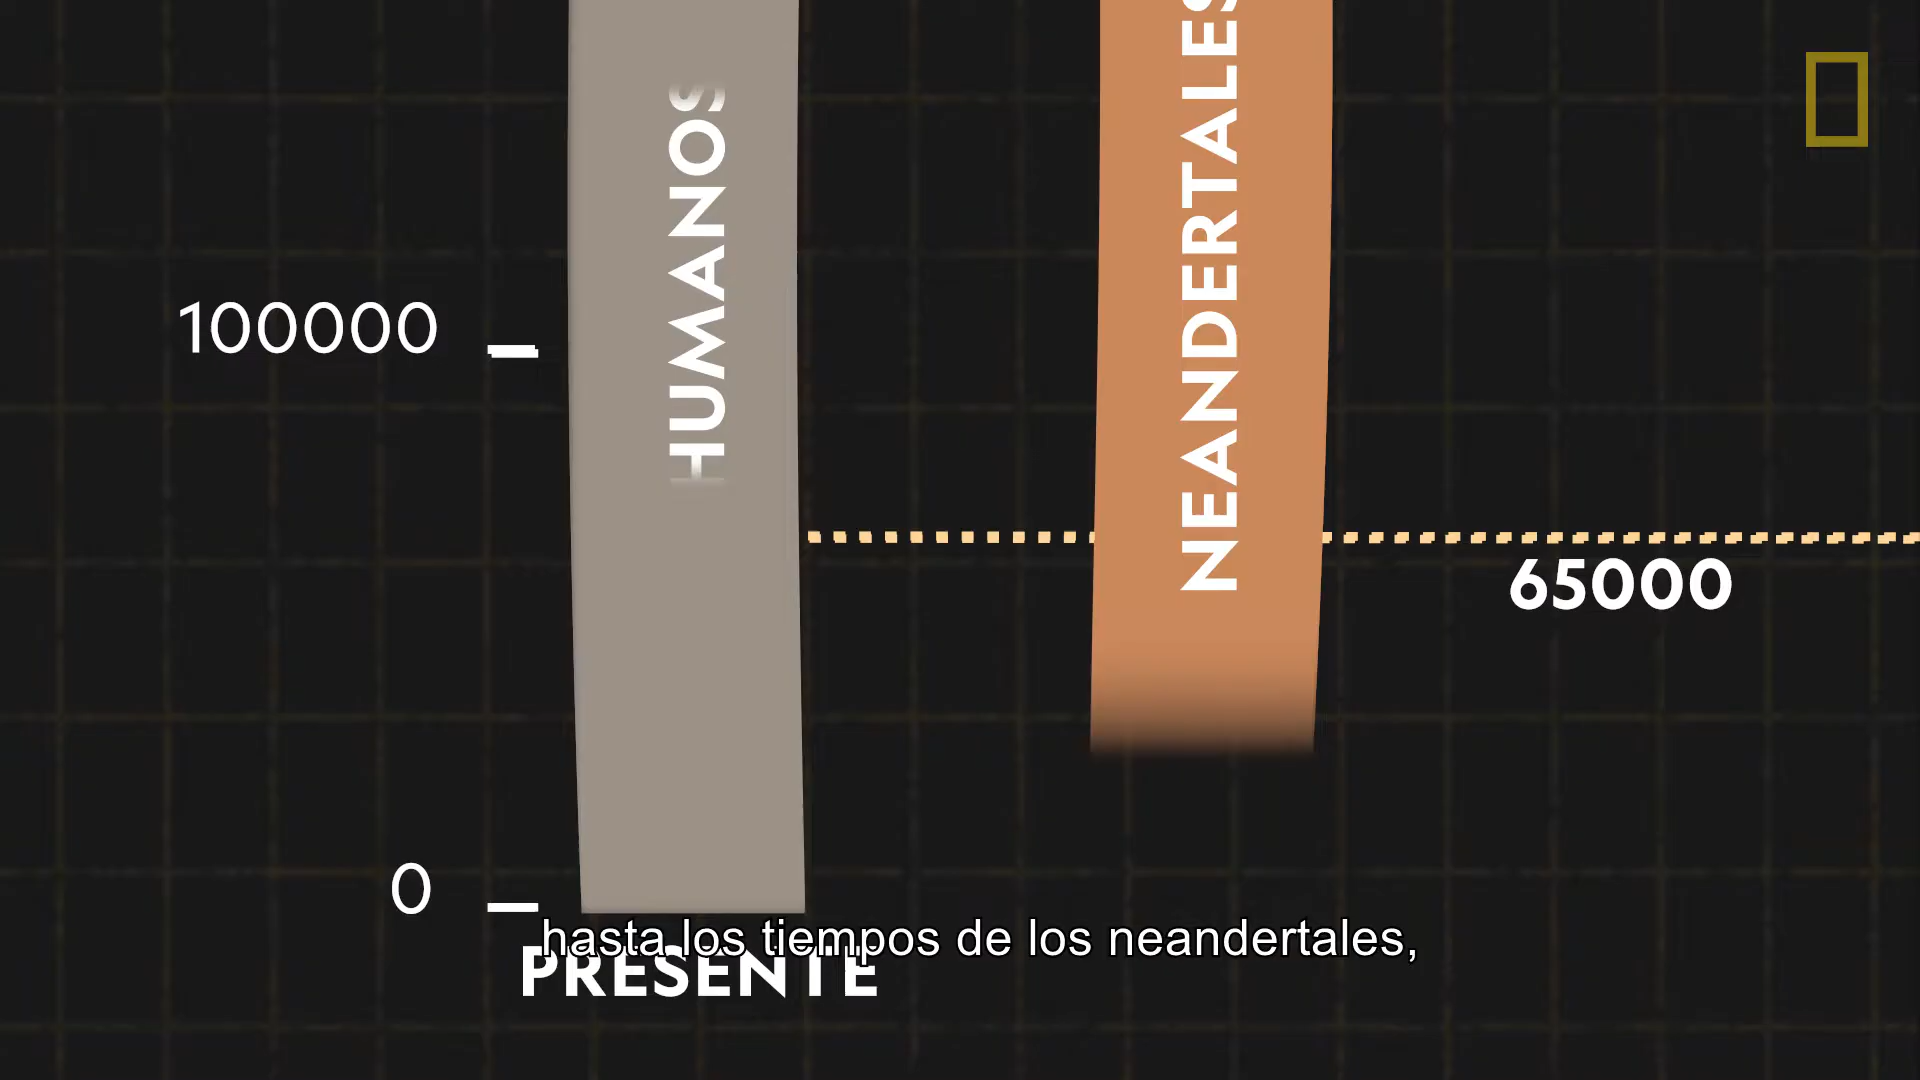 HUMANOS
NEANDERTALES
100000
65000
0
hasta los tiempos de los neandertales,
PRESENTE